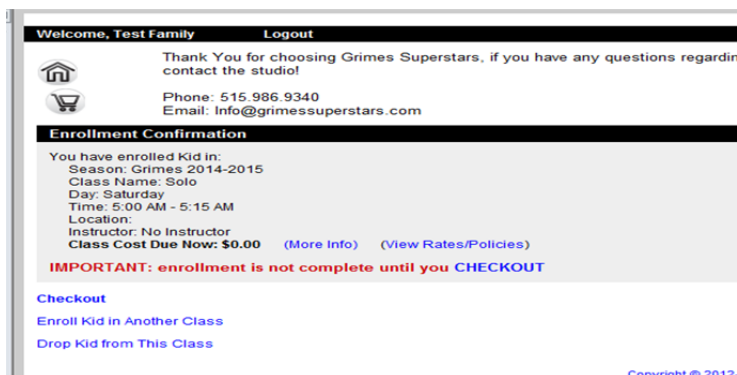 Welcome, Test Family Logout
Thank You for choosing Grimes Superstars, if you have any questions
contact the studio!
Phone: 515.986.9340
Email: Info@grimessuperstars.com
Enrollment Confirmation
You have enrolled Kid in:
Season: Grimes 2014-2015
Class Name: Solo
Day: Saturday
Time: 5:00 AM - 5:15 AM
Location:
Instructor: No Instructor
Class Cost Due Now: $0.00 (More Info) (View Rates/Policies)
IMPORTANT: enrollment is not complete until you CHECKOUT
Checkout
Enroll Kid in Another Class
Drop Kid from This Class
Copyright © 2012-